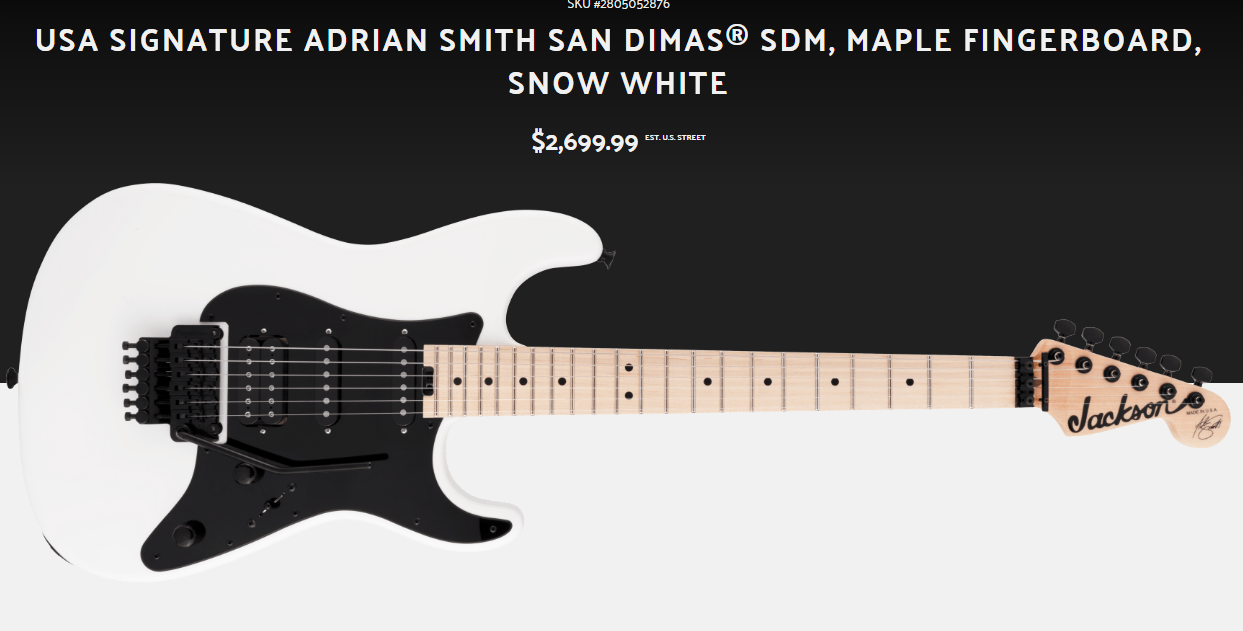 SKU #2805052876
USA SIGNATURE ADRIAN SMITH SAN DIMAS® SDM, MAPLE FINGERBOARD,
SNOW WHITE
$2,699.99 EST. U.S. STREET
Jackson®
MADE IN U.S.A.